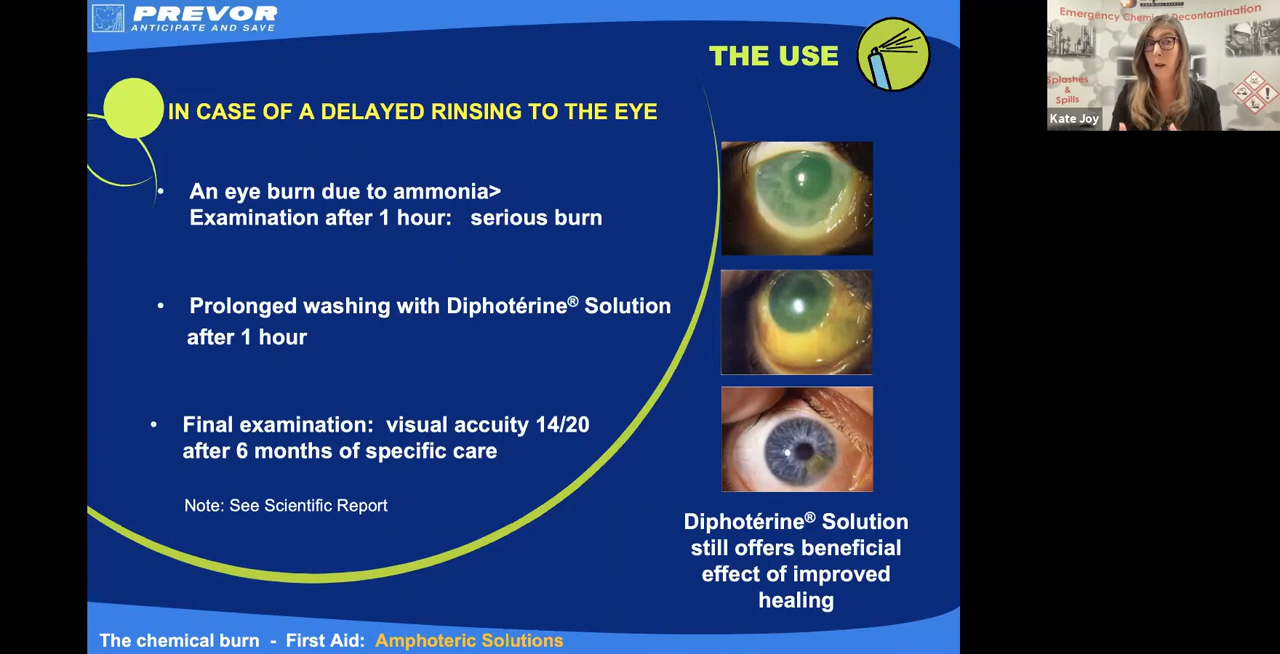 PREVOR
ANTICIPATE AND SAVE
THE USE
IN CASE OF A DELAYED RINSING TO THE EYE
• An eye burn due to ammonia>
Examination after 1 hour: serious burn
• Prolonged washing with Diphotérine® Solution
after 1 hour
• Final examination: visual accuity 14/20
after 6 months of specific care
Note: See Scientific Report
Diphotérine® Solution
still offers beneficial
effect of improved
healing
The chemical burn - First Aid: Amphoteric Solutions
Emergency Chemical Decontamination
Splashes
&
Spills
Kate Joy